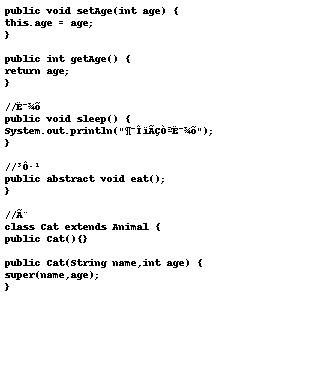 public void setAge(int age) {
this.age = age;
}
public int getAge() {
return age;
}
//Ë¯¾õ
public void sleep() {
System.out.println("¶¯ÎïÃÇÒªË¯¾õ");
}
//³Ô·¹
public abstract void eat();
}
//Ã¨
class Cat extends Animal {
public Cat(){}
public Cat(String name,int age) {
super(name,age);
}